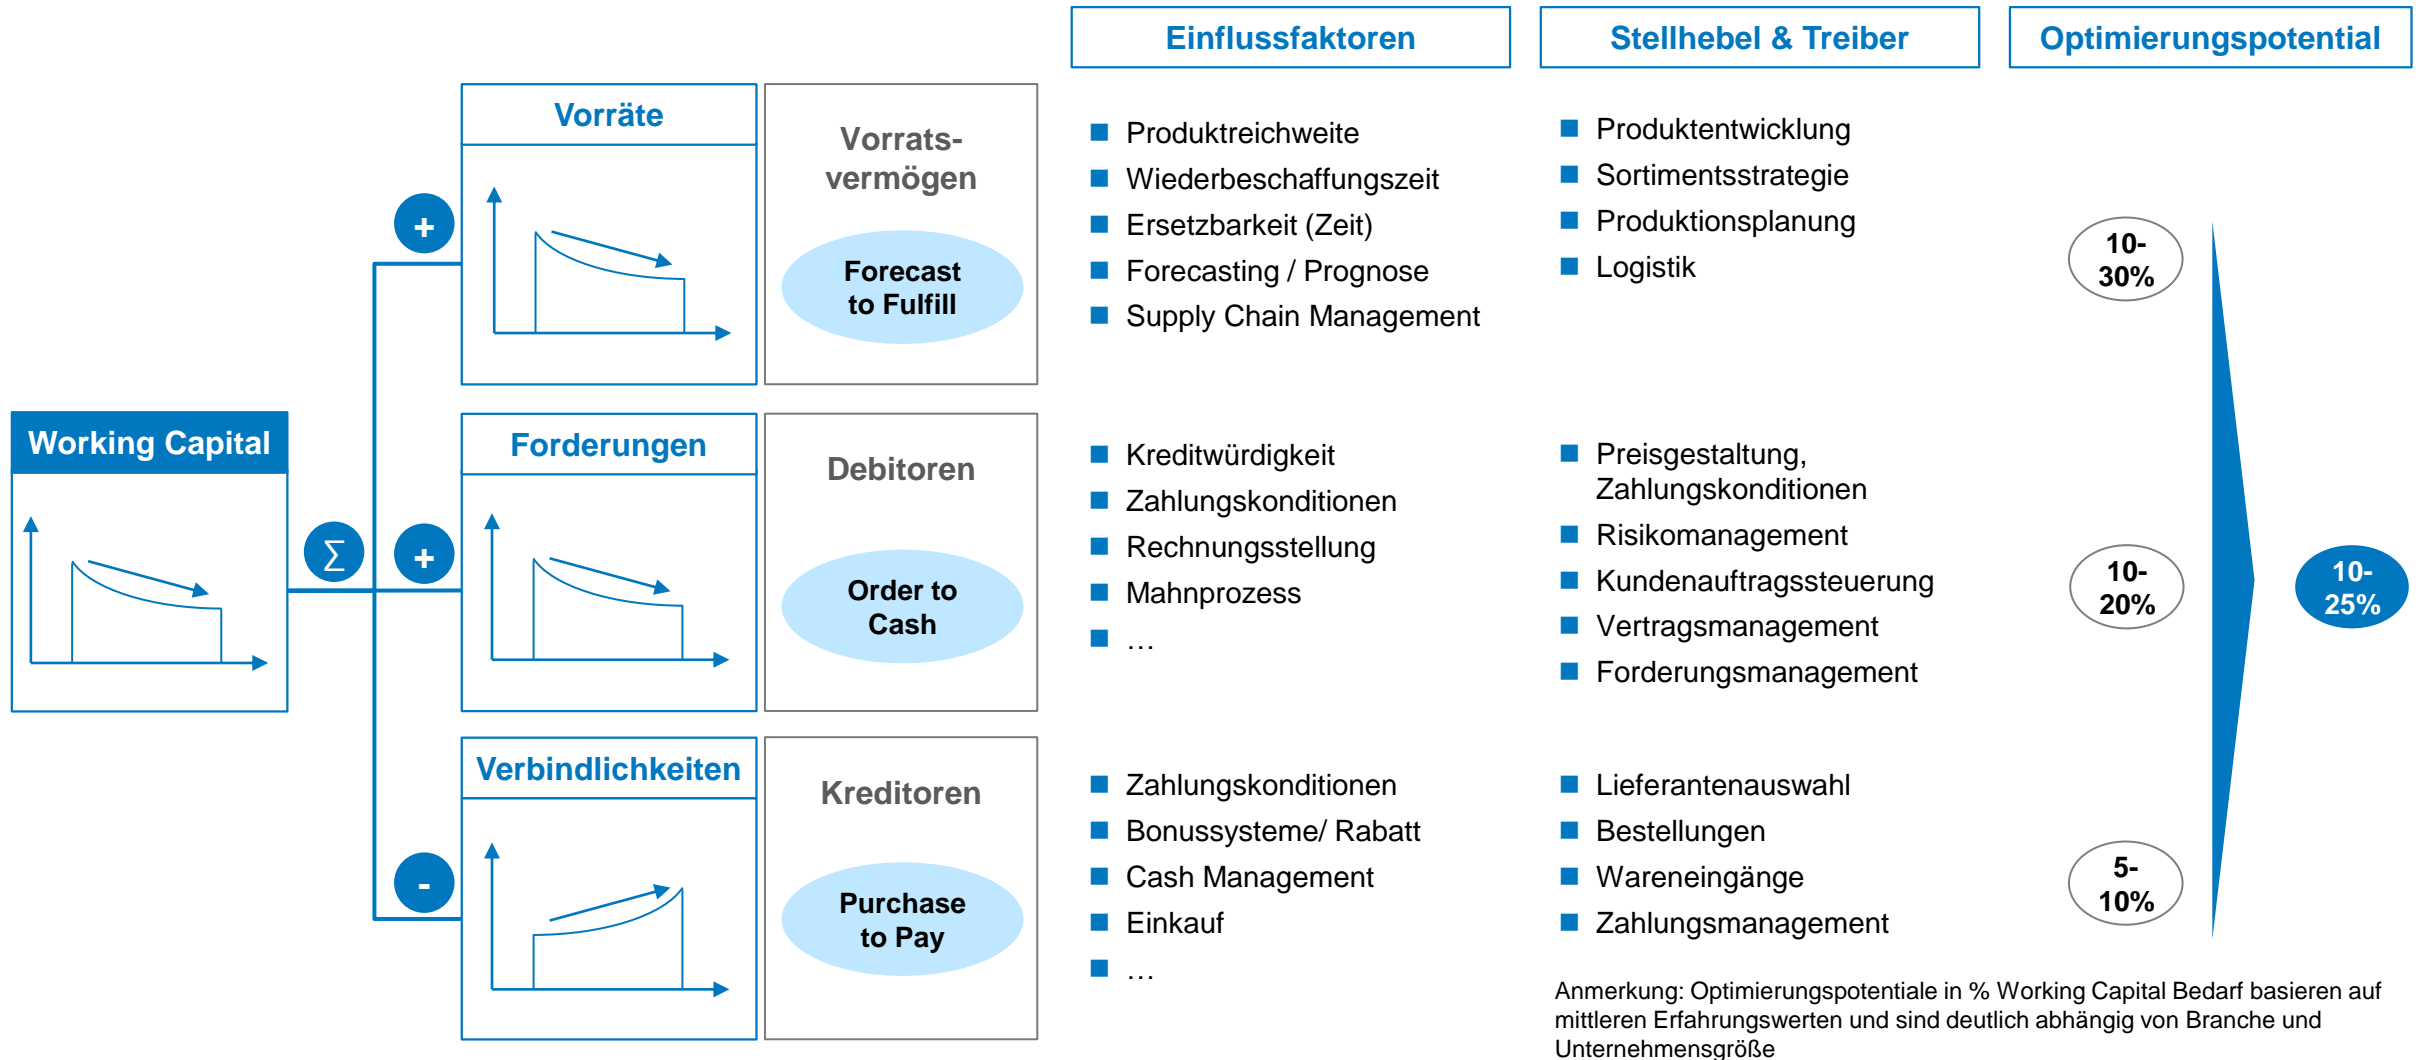 Einflussfaktoren
Stellhebel & Treiber
Optimierungspotential
Working Capital
∑
+
Vorräte
Vorrats-
vermögen
Forecast
to Fulfill
Produktreichweite
Wiederbeschaffungszeit
Ersetzbarkeit (Zeit)
Forecasting / Prognose
Supply Chain Management
Produktentwicklung
Sortimentsstrategie
Produktionsplanung
Logistik
10-
30%
+
Forderungen
Debitoren
Order to
Cash
Kreditwürdigkeit
Zahlungskonditionen
Rechnungsstellung
Mahnprozess
…
Preisgestaltung,
Zahlungskonditionen
Risikomanagement
Kundenauftragssteuerung
Vertragsmanagement
Forderungsmanagement
10-
20%
10-
25%
-
Verbindlichkeiten
Kreditoren
Purchase
to Pay
Zahlungskonditionen
Bonussysteme/ Rabatt
Cash Management
Einkauf
…
Lieferantenauswahl
Bestellungen
Wareneingänge
Zahlungsmanagement
5-
10%
Anmerkung: Optimierungspotentiale in % Working Capital Bedarf basieren auf
mittleren Erfahrungswerten und sind deutlich abhängig von Branche und
Unternehmensgröße